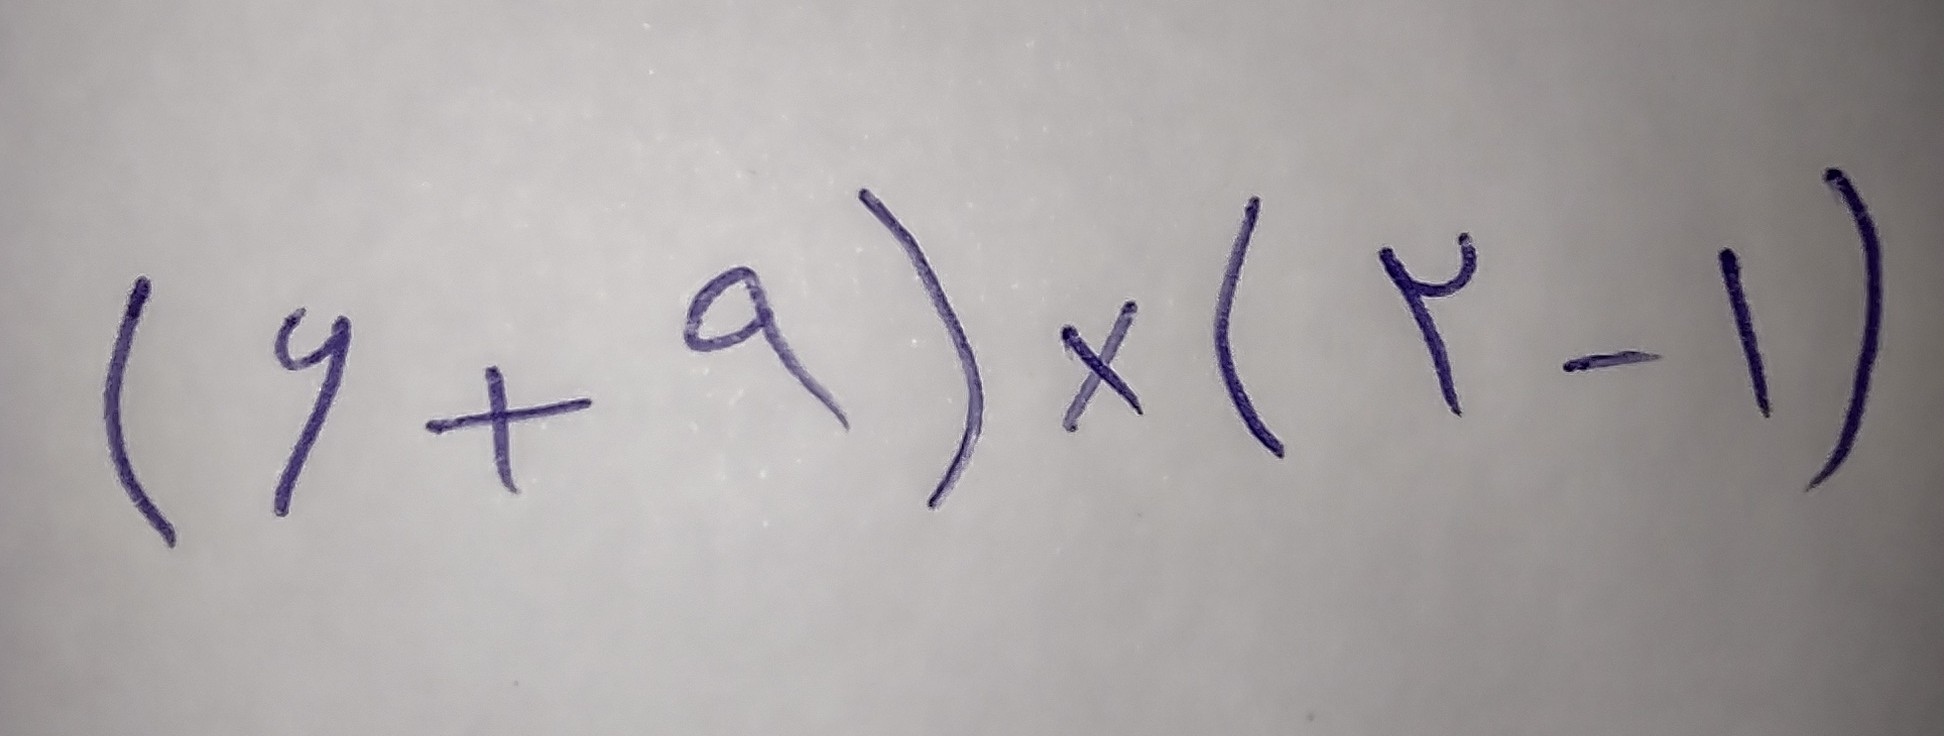 (۶ + ۹) × (۲ - ۱)